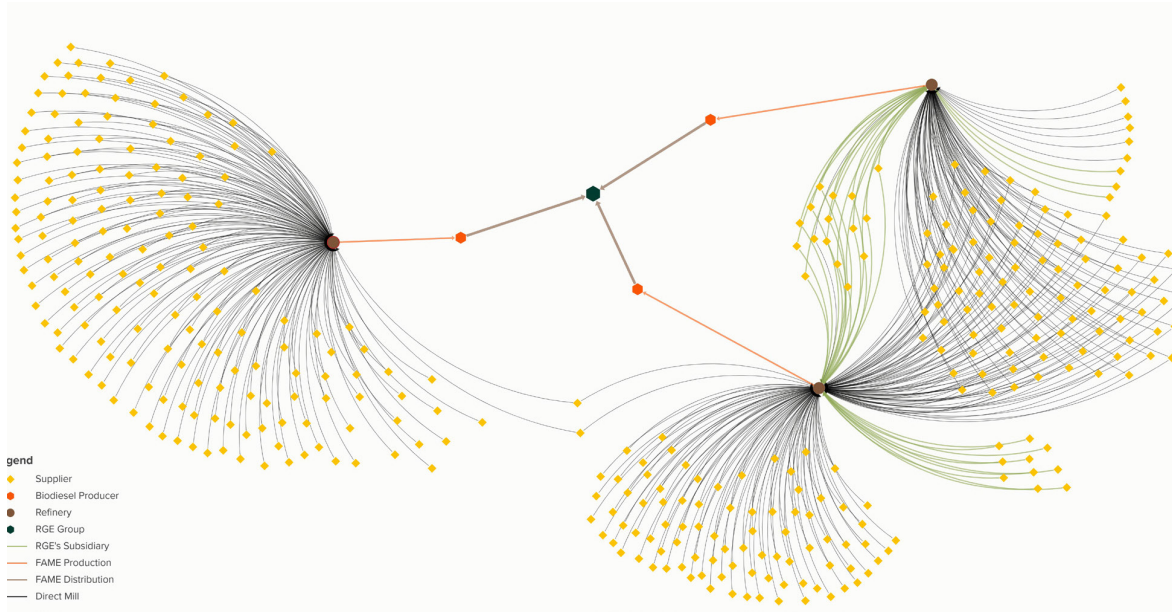 gend
Supplier
Biodiesel Producer
Refinery
RGE Group
RGE's Subsidiary
FAME Production
FAME Distribution
Direct Mill